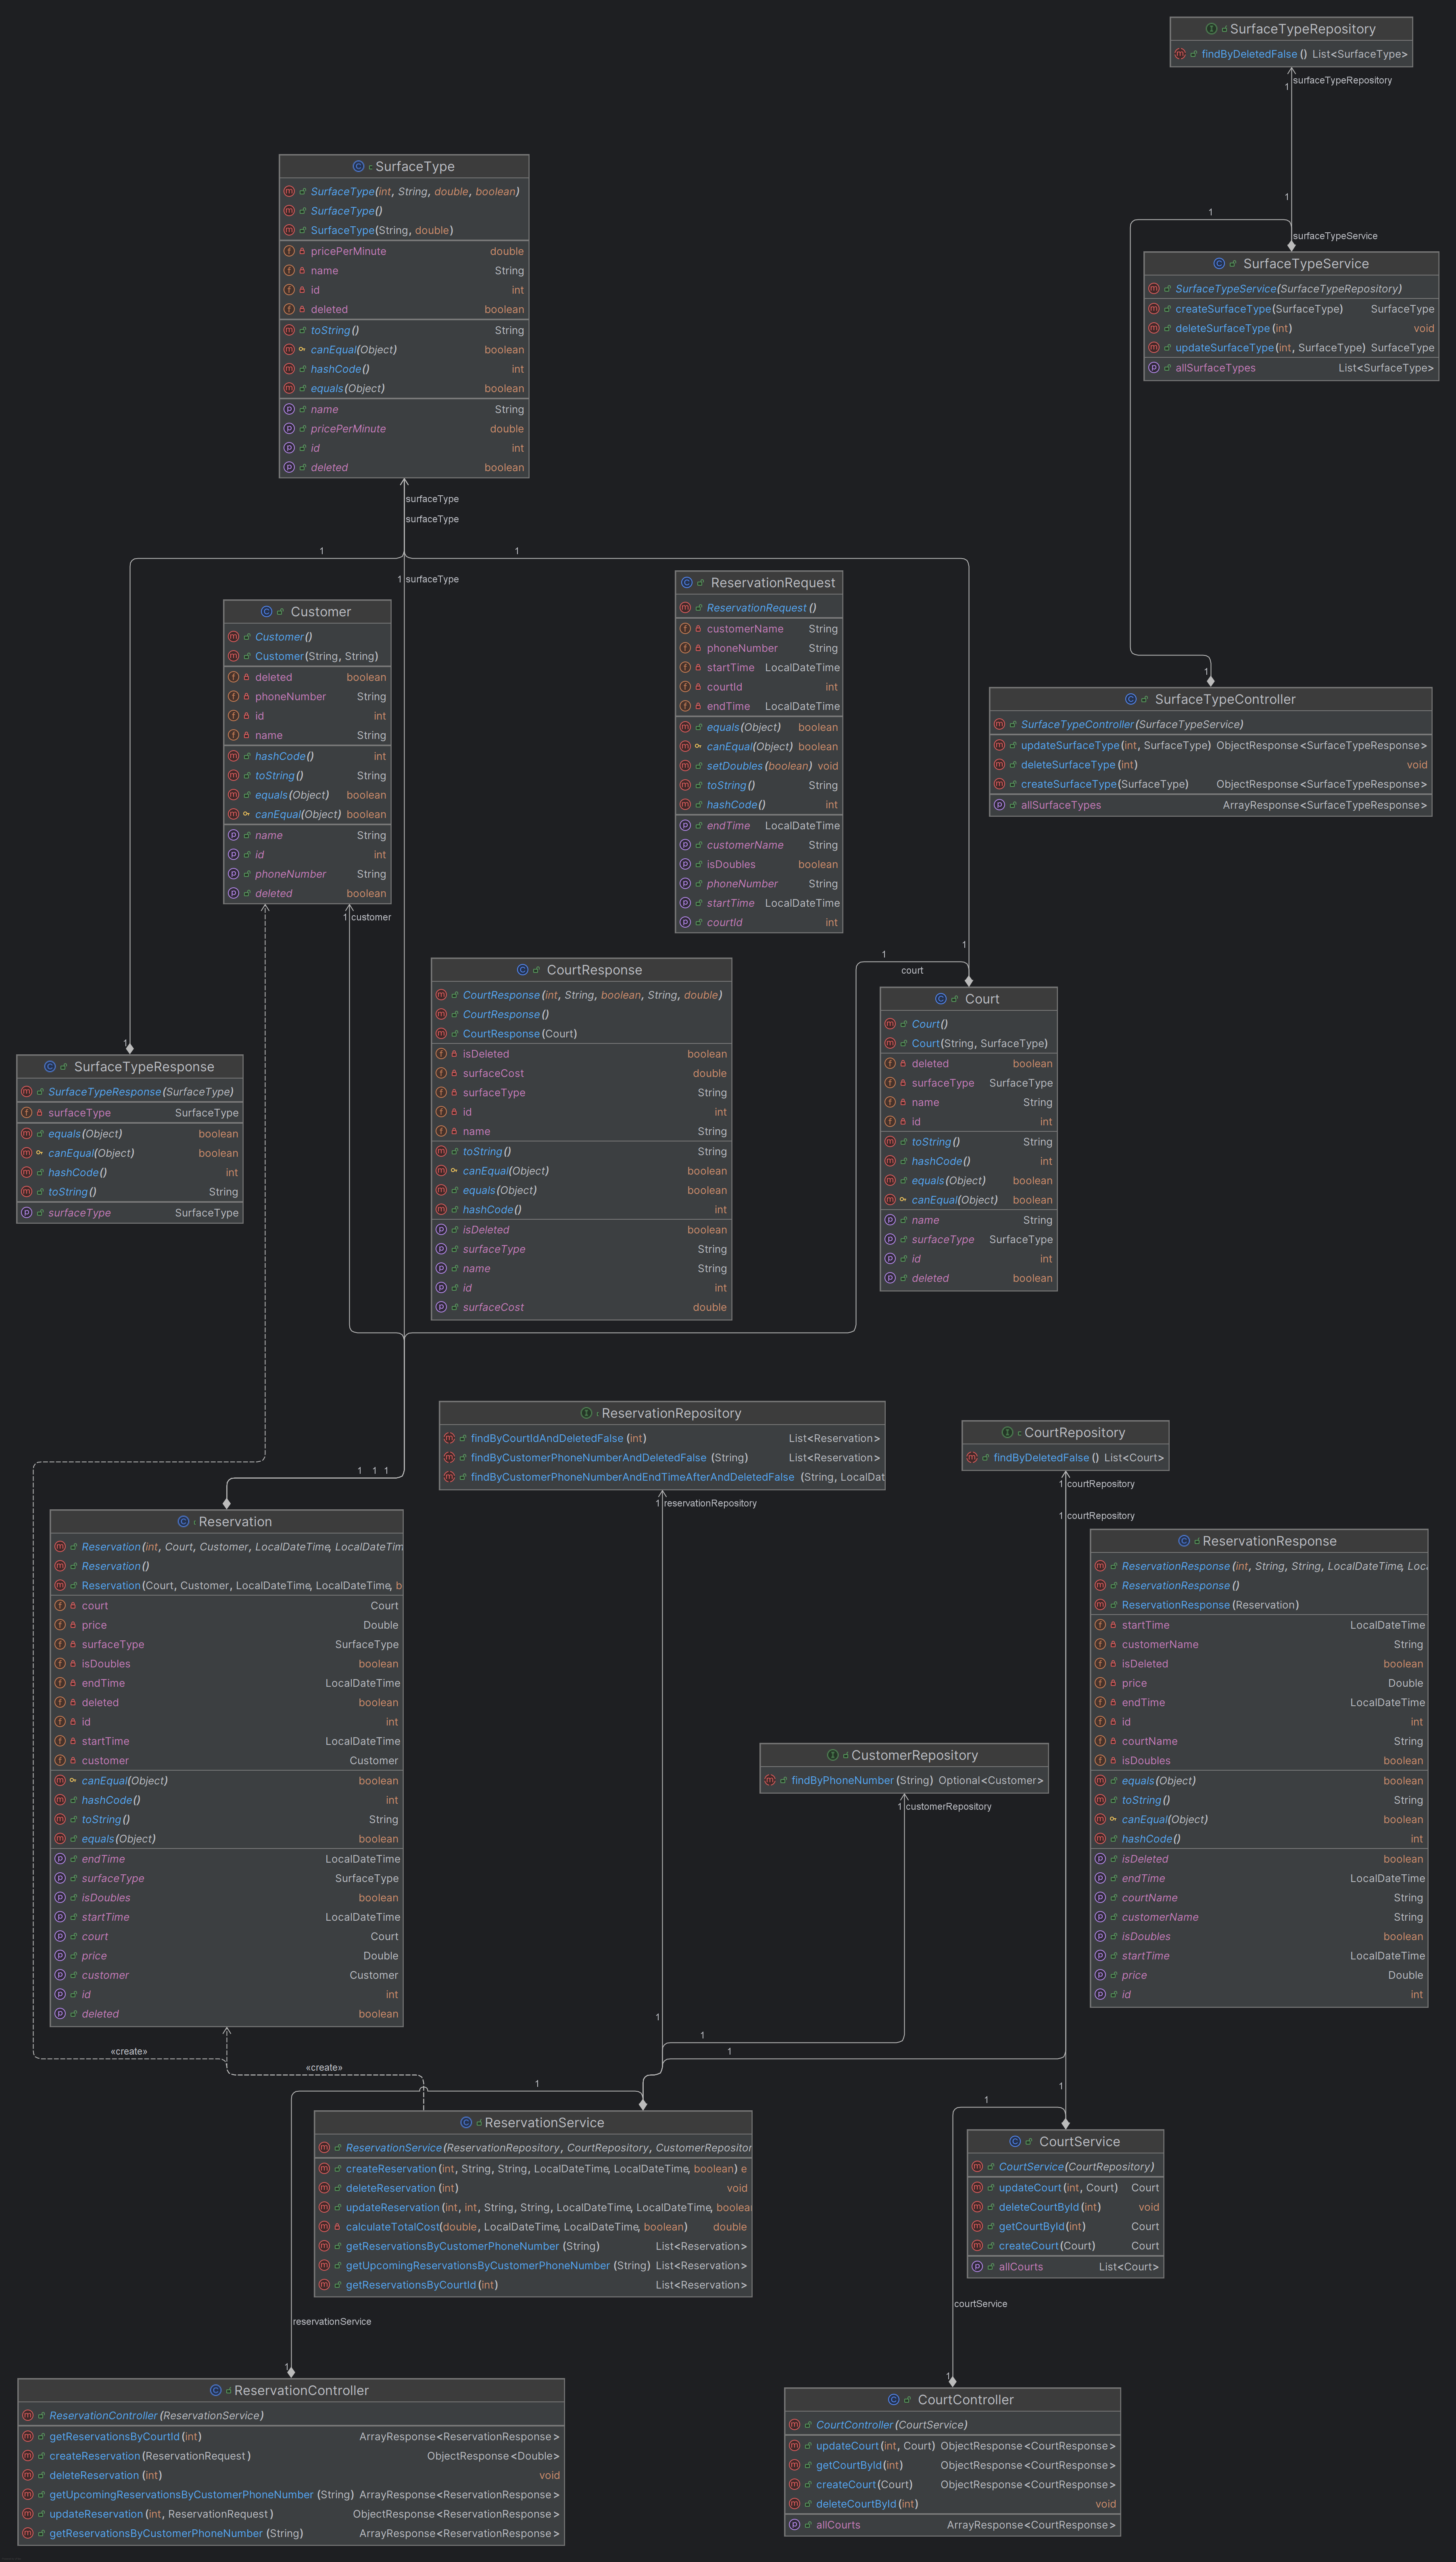 SurfaceTypeRepository
findByDeletedFalse () List<SurfaceType>
surfaceTypeRepository
1
1
1
surfaceTypeService
SurfaceType
SurfaceType(int, String, double, boolean)
SurfaceType()
SurfaceType(String, double)
pricePerMinute double
name String
id int
deleted boolean
toString() String
canEqual(Object) boolean
hashCode() int
equals(Object) boolean
name String
pricePerMinute double
id int
deleted boolean
SurfaceTypeService
SurfaceTypeService(SurfaceTypeRepository)
createSurfaceType(SurfaceType) SurfaceType
deleteSurfaceType(int) void
updateSurfaceType(int, SurfaceType) SurfaceType
allSurfaceTypes List<SurfaceType>
surfaceType
surfaceType
1
1
1 surfaceType
Customer
Customer()
Customer(String, String)
deleted boolean
phoneNumber String
id int
name String
hashCode() int
toString() String
equals(Object) boolean
canEqual(Object) boolean
name String
id int
phoneNumber String
deleted boolean
1 customer
ReservationRequest
ReservationRequest()
customerName String
phoneNumber String
startTime LocalDateTime
courtId int
endTime LocalDateTime
equals(Object) boolean
canEqual(Object) boolean
setDoubles(boolean) void
toString() String
hashCode() int
endTime LocalDateTime
customerName String
isDoubles boolean
phoneNumber String
startTime LocalDateTime
courtId int
1
SurfaceTypeController
SurfaceTypeController(SurfaceTypeService)
updateSurfaceType(int, SurfaceType) ObjectResponse<SurfaceTypeResponse>
deleteSurfaceType(int) void
createSurfaceType(SurfaceType) ObjectResponse<SurfaceTypeResponse>
allSurfaceTypes ArrayResponse<SurfaceTypeResponse>
1
SurfaceTypeResponse
SurfaceTypeResponse(SurfaceType)
surfaceType SurfaceType
equals(Object) boolean
canEqual(Object) boolean
hashCode() int
toString() String
surfaceType SurfaceType
CourtResponse
CourtResponse(int, String, boolean, String, double)
CourtResponse()
CourtResponse(Court)
isDeleted boolean
surfaceCost double
surfaceType String
id int
name String
toString() String
canEqual(Object) boolean
equals(Object) boolean
hashCode() int
isDeleted boolean
surfaceType String
name String
id int
surfaceCost double
1
1
court
Court
Court()
Court(String, SurfaceType)
deleted boolean
surfaceType SurfaceType
name String
id int
toString() String
hashCode() int
equals(Object) boolean
canEqual(Object) boolean
name String
surfaceType SurfaceType
id int
deleted boolean
1 1 1
Reservation
Reservation(int, Court, Customer, LocalDateTime, LocalDateTim
Reservation()
Reservation(Court, Customer, LocalDateTime, LocalDateTime, b
court Court
price Double
surfaceType SurfaceType
isDoubles boolean
endTime LocalDateTime
deleted boolean
id int
startTime LocalDateTime
customer Customer
canEqual(Object) boolean
hashCode() int
toString() String
equals(Object) boolean
endTime LocalDateTime
surfaceType SurfaceType
isDoubles boolean
startTime LocalDateTime
court Court
price Double
customer Customer
id int
deleted boolean
ReservationRepository
findByCourtIdAndDeletedFalse (int) List<Reservation>
findByCustomerPhoneNumberAndDeletedFalse (String) List<Reservation>
findByCustomerPhoneNumberAndEndTimeAfterAndDeletedFalse (String, LocalDat
1 reservationRepository
CourtRepository
findByDeletedFalse () List<Court>
1 courtRepository
1 courtRepository
ReservationResponse
ReservationResponse(int, String, String, LocalDateTime, Loc
ReservationResponse()
ReservationResponse(Reservation)
startTime LocalDateTime
customerName String
isDeleted boolean
price Double
endTime LocalDateTime
id int
courtName String
isDoubles boolean
equals(Object) boolean
toString() String
canEqual(Object) boolean
hashCode() int
isDeleted boolean
endTime LocalDateTime
courtName String
customerName String
isDoubles boolean
startTime LocalDateTime
price Double
id int
CustomerRepository
findByPhoneNumber(String) Optional<Customer>
1 customerRepository
1
1
1
«create»
«create»
1
1
1
ReservationService
ReservationService(ReservationRepository, CourtRepository, CustomerRepositor
createReservation(int, String, String, LocalDateTime, LocalDateTime, boolean) e
deleteReservation (int) void
updateReservation (int, int, String, String, LocalDateTime, LocalDateTime, boolea
calculateTotalCost(double, LocalDateTime, LocalDateTime, boolean) double
getReservationsByCustomerPhoneNumber (String) List<Reservation>
getUpcomingReservationsByCustomerPhoneNumber (String) List<Reservation>
getReservationsByCourtId(int) List<Reservation>
CourtService
CourtService(CourtRepository)
updateCourt(int, Court) Court
deleteCourtById(int) void
getCourtById(int) Court
createCourt(Court) Court
allCourts List<Court>
courtService
reservationService
1
1
ReservationController
ReservationController(ReservationService)
getReservationsByCourtId(int) ArrayResponse<ReservationResponse>
createReservation(ReservationRequest) ObjectResponse<Double>
deleteReservation (int) void
getUpcomingReservationsByCustomerPhoneNumber (String) ArrayResponse<ReservationResponse>
updateReservation (int, ReservationRequest) ObjectResponse<ReservationResponse>
getReservationsByCustomerPhoneNumber (String) ArrayResponse<ReservationResponse>
CourtController
CourtController(CourtService)
updateCourt(int, Court) ObjectResponse<CourtResponse>
getCourtById(int) ObjectResponse<CourtResponse>
createCourt(Court) ObjectResponse<CourtResponse>
deleteCourtById(int) void
allCourts ArrayResponse<CourtResponse>